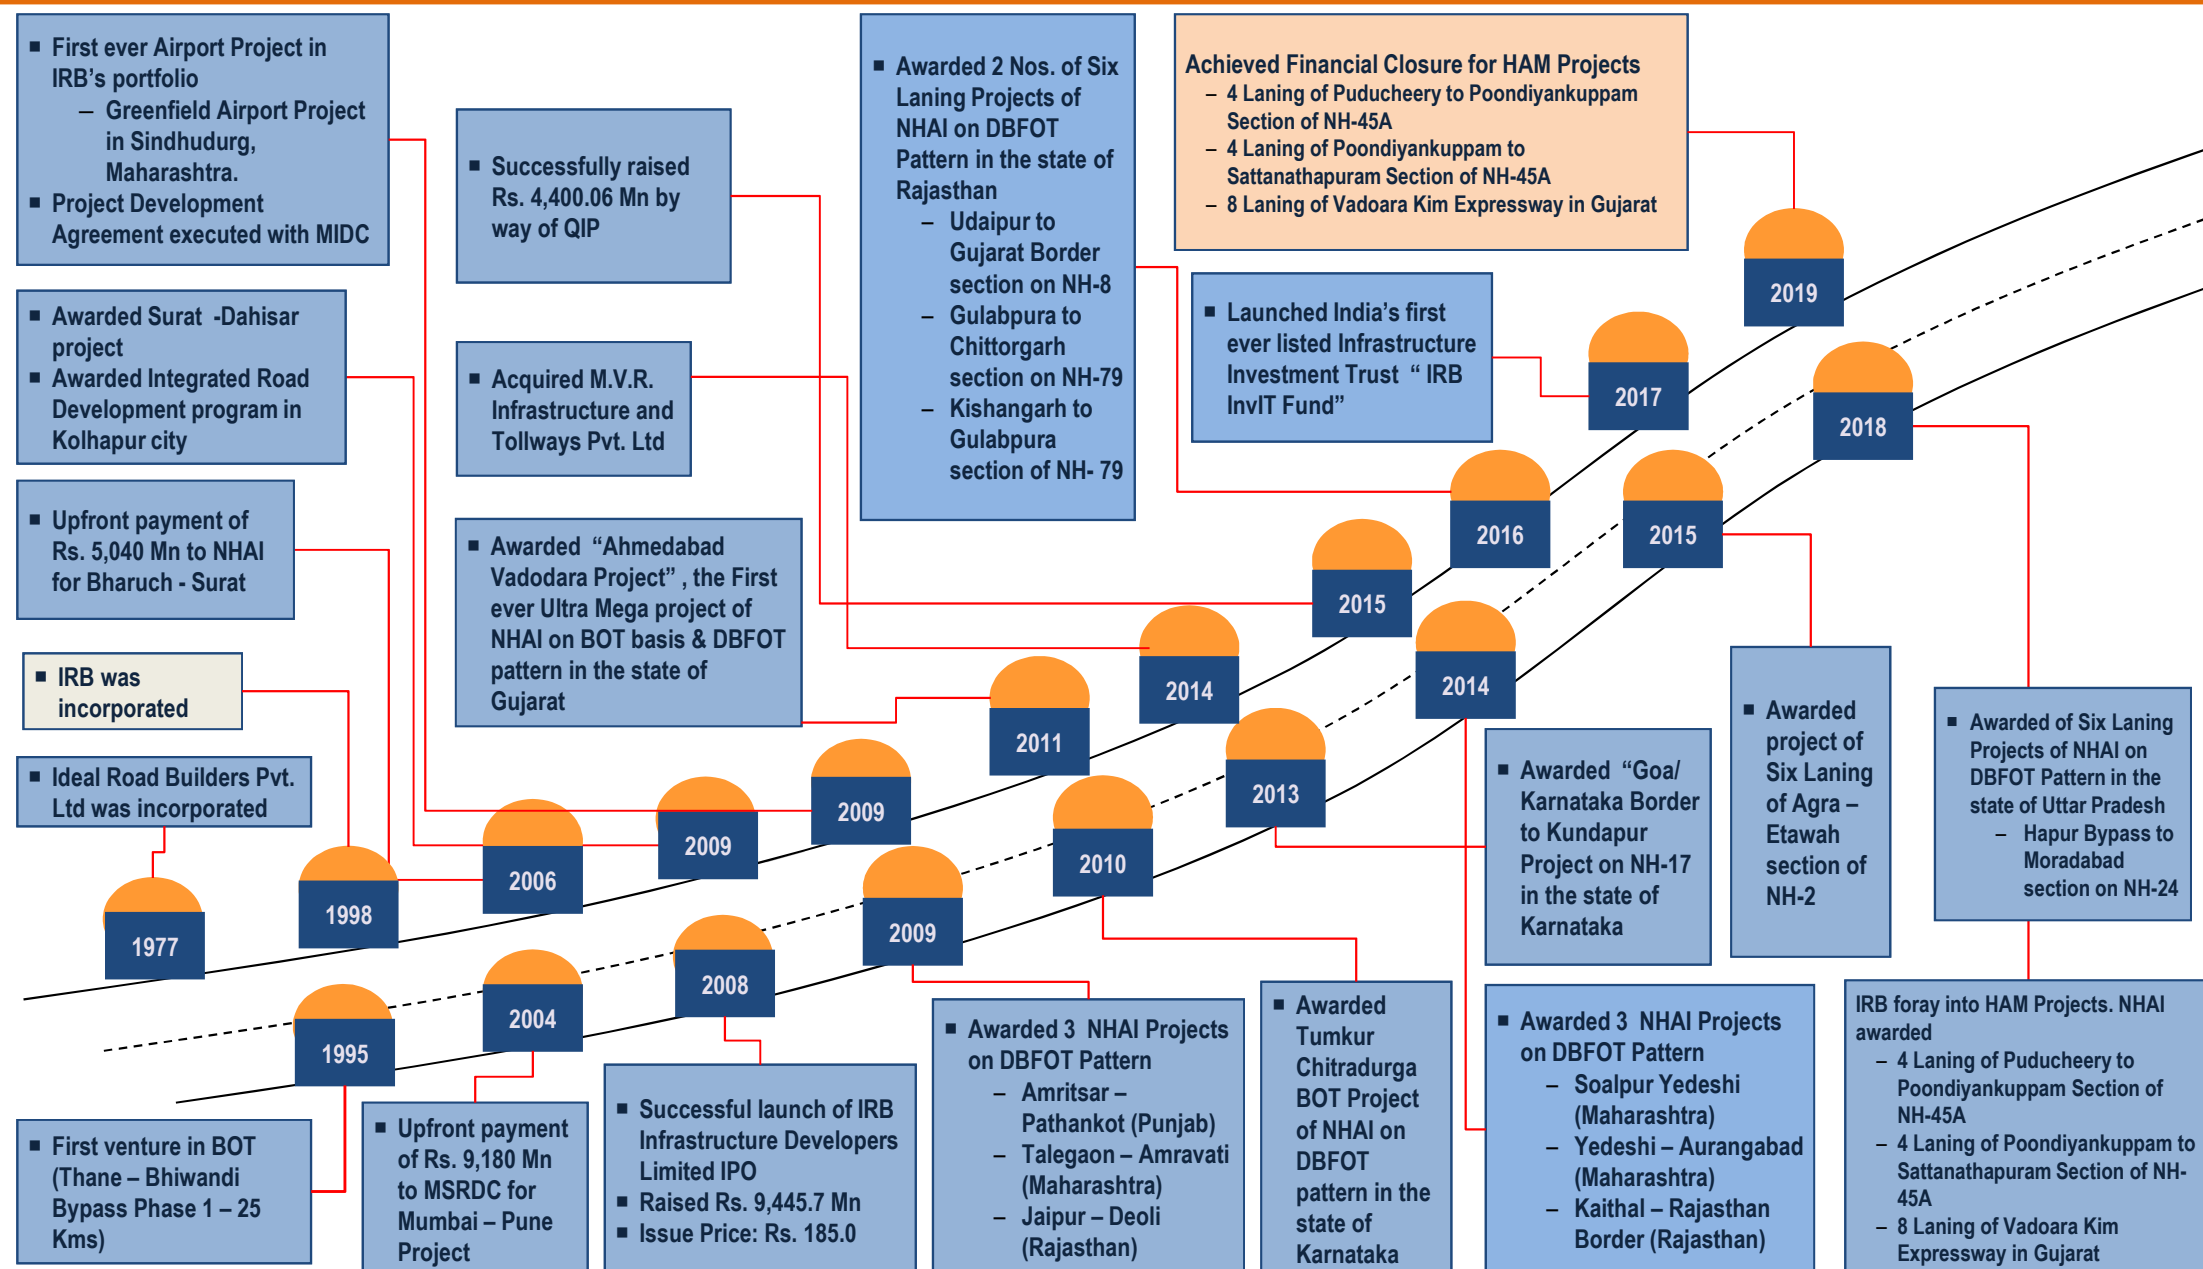 ■ First ever Airport Project in
IRB's portfolio
– Greenfield Airport Project
in Sindhudurg,
Maharashtra.
■ Project Development
Agreement executed with MIDC
■ Awarded Surat -Dahisar
project
■ Awarded Integrated Road
Development program in
Kolhapur city
■ Upfront payment of
Rs. 5,040 Mn to NHAI
for Bharuch - Surat
■ IRB was
incorporated
■ Ideal Road Builders Pvt.
Ltd was incorporated
■ Successfully raised
Rs. 4,400.06 Mn by
way of QIP
■ Acquired M.V.R.
Infrastructure and
Tollways Pvt. Ltd
■ Awarded “Ahmedabad
Vadodara Project” , the First
ever Ultra Mega project of
NHAI on BOT basis & DBFOT
pattern in the state of
Gujarat
■ Awarded 2 Nos. of Six
Laning Projects of
NHAI on DBFOT
Pattern in the state of
Rajasthan
– Udaipur to
Gujarat Border
section on NH-8
– Gulabpura to
Chittorgarh
section on NH-79
– Kishangarh to
Gulabpura
section of NH- 79
Achieved Financial Closure for HAM Projects
– 4 Laning of Puducheery to Poondiyankuppam
Section of NH-45A
– 4 Laning of Poondiyankuppam to
Sattanathapuram Section of NH-45A
– 8 Laning of Vadoara Kim Expressway in Gujarat
■ Launched India's first
ever listed Infrastructure
Investment Trust “ IRB
InvIT Fund”
1977
1998
2006
2009
2009
2011
2014
2015
2016
2017
2019
1995
2004
2008
2009
2010
2013
2014
2015
2018
■ First venture in BOT
(Thane – Bhiwandi
Bypass Phase 1 – 25
Kms)
■ Upfront payment
of Rs. 9,180 Mn
to MSRDC for
Mumbai – Pune
Project
■ Successful launch of IRB
Infrastructure Developers
Limited IPO
■ Raised Rs. 9,445.7 Mn
■ Issue Price: Rs. 185.0
■ Awarded 3 NHAI Projects
on DBFOT Pattern
– Amritsar –
Pathankot (Punjab)
– Talegaon – Amravati
(Maharashtra)
– Jaipur – Deoli
(Rajasthan)
■ Awarded
Tumkur
Chitradurga
BOT Project
of NHAI on
DBFOT
pattern in the
state of
Karnataka
■ Awarded “Goa/
Karnataka Border
to Kundapur
Project on NH-17
in the state of
Karnataka
■ Awarded 3 NHAI Projects
on DBFOT Pattern
– Soalpur Yedeshi
(Maharashtra)
– Yedeshi – Aurangabad
(Maharashtra)
– Kaithal – Rajasthan
Border (Rajasthan)
■ Awarded
project of
Six Laning
of Agra –
Etawah
section of
NH-2
■ Awarded of Six Laning
Projects of NHAI on
DBFOT Pattern in the
state of Uttar Pradesh
– Hapur Bypass to
Moradabad
section on NH-24
IRB foray into HAM Projects. NHAI
awarded
– 4 Laning of Puducheery to
Poondiyankuppam Section of
NH-45A
– 4 Laning of Poondiyankuppam to
Sattanathapuram Section of NH-
45A
– 8 Laning of Vadoara Kim
Expressway in Gujarat